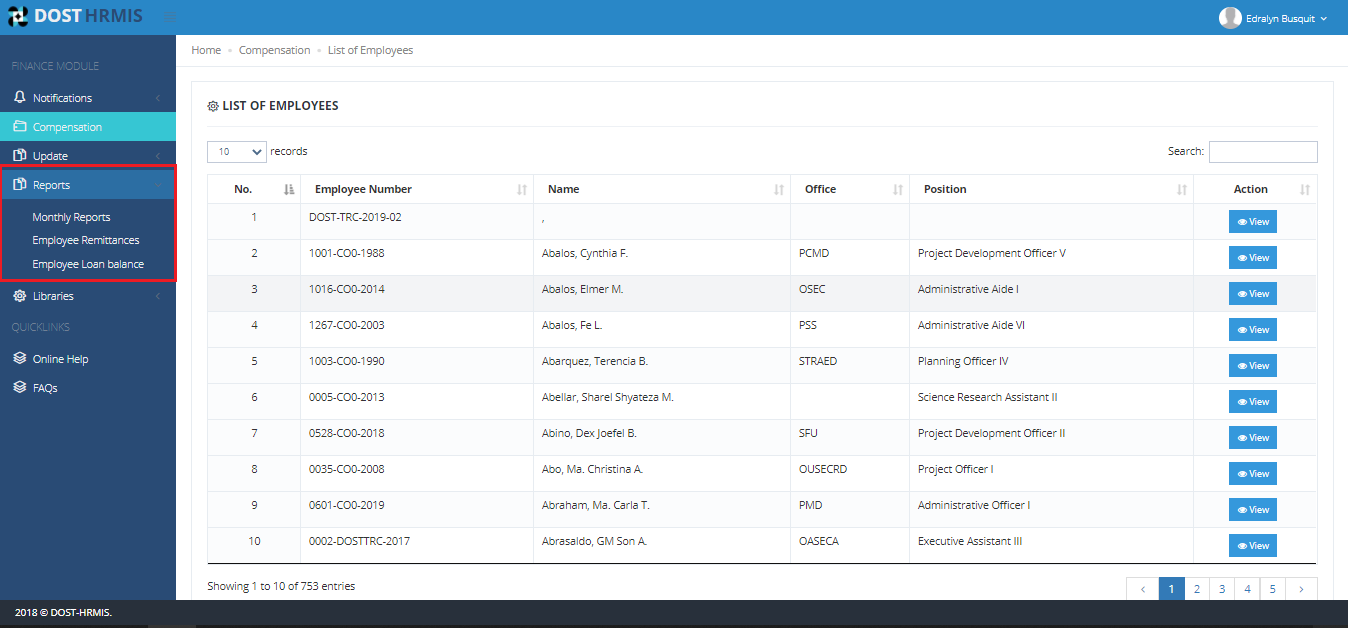 DOST HRMIS
Edralyn Busquit
FINANCE MODULE
Notifications
Compensation
Update
Reports
Monthly Reports
Employee Remittances
Employee Loan balance
Libraries
QUICKLINKS
Online Help
FAQs
Home Compensation List of Employees
LIST OF EMPLOYEES
10 records Search:
No. Employee Number Name Office Position Action
1 DOST-TRC-2019-02 , View
2 1001-CO0-1988 Abalos, Cynthia F. PCMD Project Development Officer V View
3 1016-CO0-2014 Abalos, Elmer M. OSEC Administrative Aide I View
4 1267-CO0-2003 Abalos, Fe L. PSS Administrative Aide VI View
5 1003-CO0-1990 Abarquez, Terencia B. STRAED Planning Officer IV View
6 0005-CO0-2013 Abellar, Sharel Shyateza M. Science Research Assistant II View
7 0528-CO0-2018 Abino, Dex Joefel B. SFU Project Development Officer II View
8 0035-CO0-2008 Abo, Ma. Christina A. OUSECRD Project Officer I View
9 0601-CO0-2019 Abraham, Ma. Carla T. PMD Administrative Officer I View
10 0002-DOSTTRC-2017 Abrasaldo, GM Son A. OASECA Executive Assistant III View
Showing 1 to 10 of 753 entries
< 1 2 3 4 5 >
2018 © DOST-HRMIS.